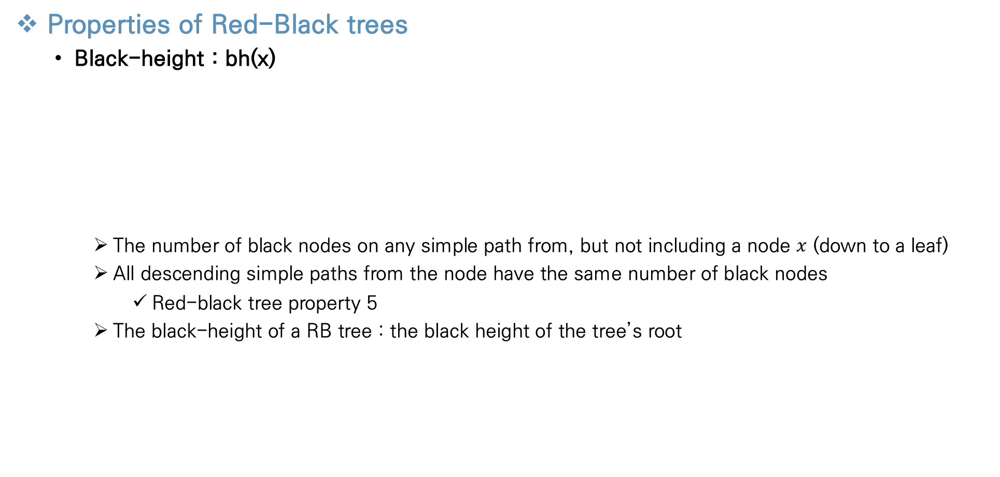 ❖ Properties of Red-Black trees
• Black-height : bh(x)
➢ The number of black nodes on any simple path from, but not including a node x (down to a leaf)
➢ All descending simple paths from the node have the same number of black nodes
✓ Red-black tree property 5
➢ The black-height of a RB tree : the black height of the tree's root